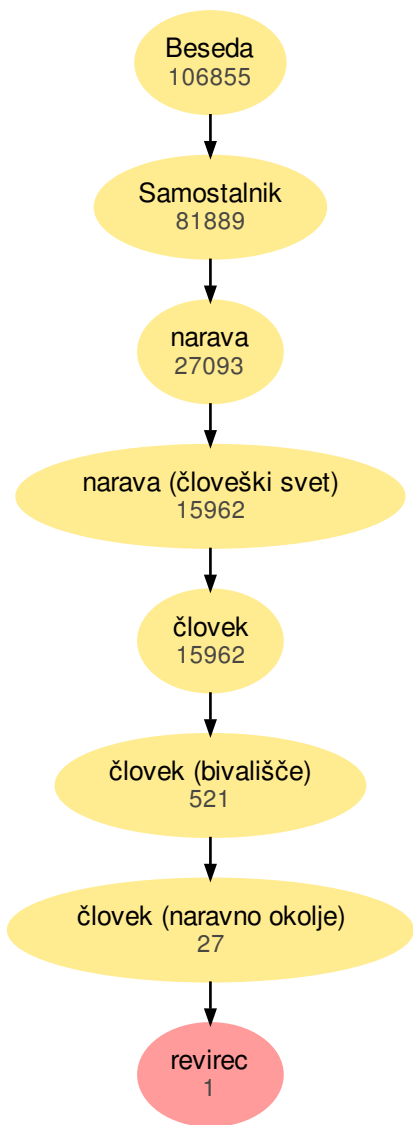 Beseda
106855
Samostalnik
81889
narava
27093
narava (človeški svet)
15962
človek
15962
človek (bivališče)
521
človek (naravno okolje)
27
revirec
1